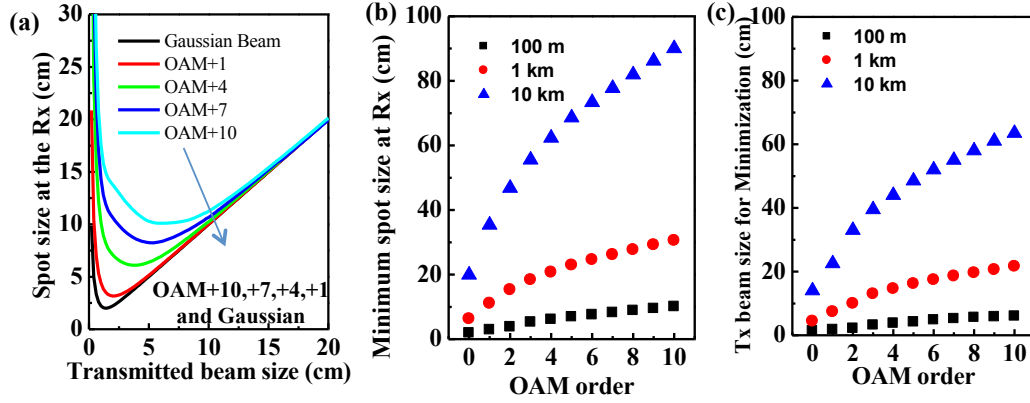 (a)
Spot size at the Rx (cm)
30
25
20
15
10
5
0
Gaussian Beam
OAM+1
OAM+4
OAM+7
OAM+10
OAM+10,+7,+4,+1
and Gaussian
0 5 10 15 20
Transmitted beam size (cm)
(b)
Minimum spot size at Rx (cm)
100
80
60
40
20
0
100 m
1 km
10 km
0 2 4 6 8 10
OAM order
(c)
Tx beam size for Minimization (cm)
100
80
60
40
20
0
100 m
1 km
10 km
0 2 4 6 8 10
OAM order